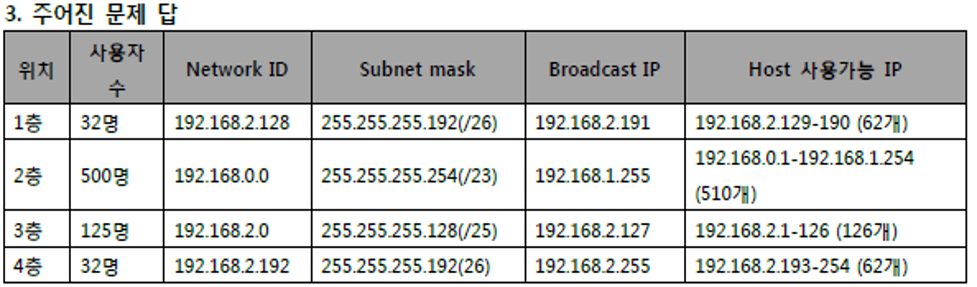 3. 주어진 문제 답
위치 사용자 수 Network ID Subnet mask Broadcast IP Host 사용가능 IP
1층 32명 192.168.2.128 255.255.255.192(/26) 192.168.2.191 192.168.2.129-190 (62개)
2층 500명 192.168.0.0 255.255.255.254(/23) 192.168.1.255 192.168.0.1-192.168.1.254 (510개)
3층 125명 192.168.2.0 255.255.255.128(/25) 192.168.2.127 192.168.2.1-126 (126개)
4층 32명 192.168.2.192 255.255.255.192(26) 192.168.2.255 192.168.2.193-254 (62개)